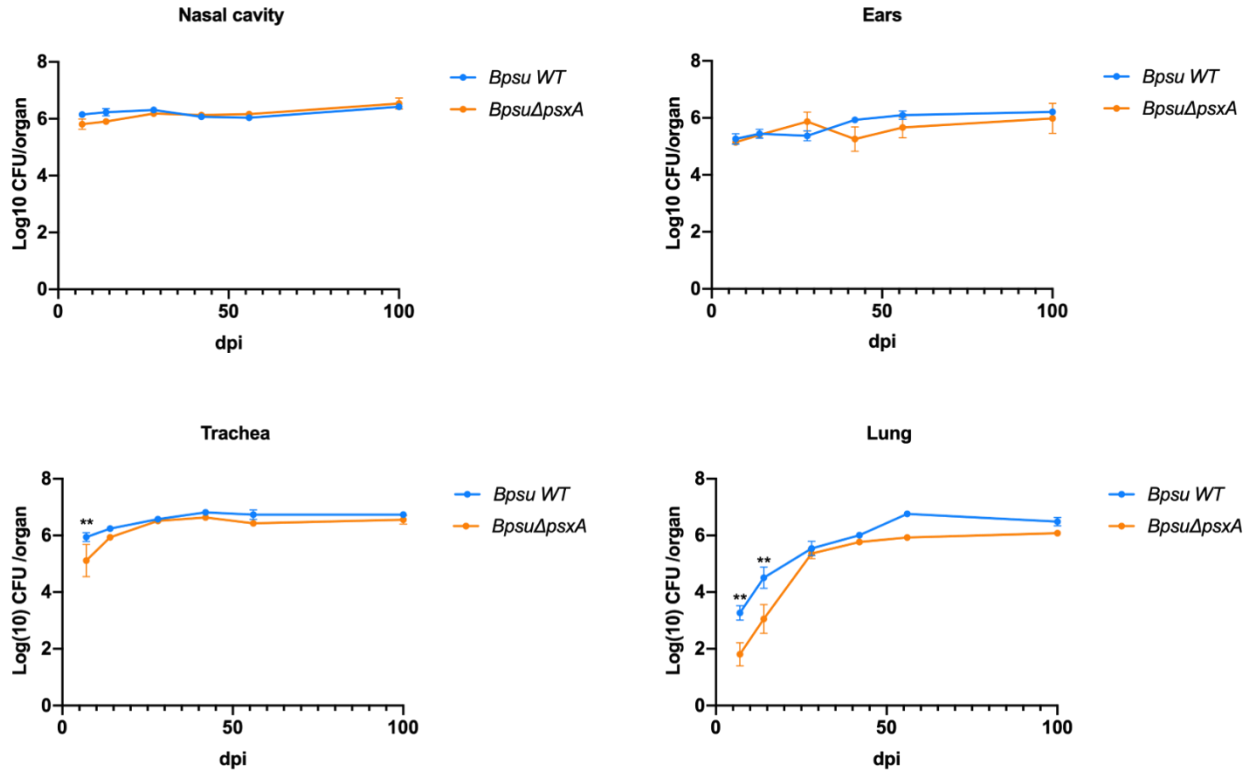 Nasal cavity
8
6
4
2
0
Log10 CFU/organ
0 50 100
dpi
Bpsu WT
BpsuΔpsxA
Ears
8
6
4
2
0
Log10 CFU/organ
0 50 100
dpi
Bpsu WT
BpsuΔpsxA
Trachea
8
6
4
2
0
Log(10) CFU /organ
**
0 50 100
dpi
Bpsu WT
BpsuΔpsxA
Lung
8
6
4
2
0
Log(10) CFU/organ
**
**
0 50 100
dpi
Bpsu WT
BpsuΔpsxA